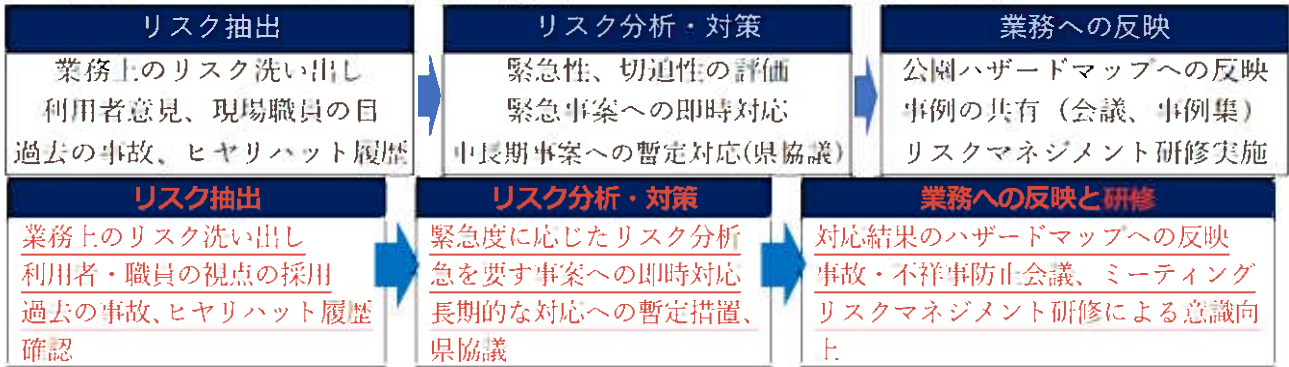 リスク抽出
業務上のリスク洗い出し
利用者意見、現場職員の目
過去の事故、ヒヤリハット履歴
リスク分析・対策
緊急性、切迫性の評価
緊急事案への即時対応
中長期事案への暫定対応(県協議)
業務への反映
公園ハザードマップへの反映
事例の共有（会議、事例集）
リスクマネジメント研修実施
リスク抽出
業務上のリスク洗い出し
利用者・職員の視点の採用
過去の事故、ヒヤリハット履歴
確認
リスク分析・対策
緊急度に応じたリスク分析
急を要す事案への即時対応
長期的な対応への暫定措置、
県協議
業務への反映と研修
対応結果のハザードマップへの反映
事故・不祥事防止会議、ミーティング
リスクマネジメント研修による意識向
上